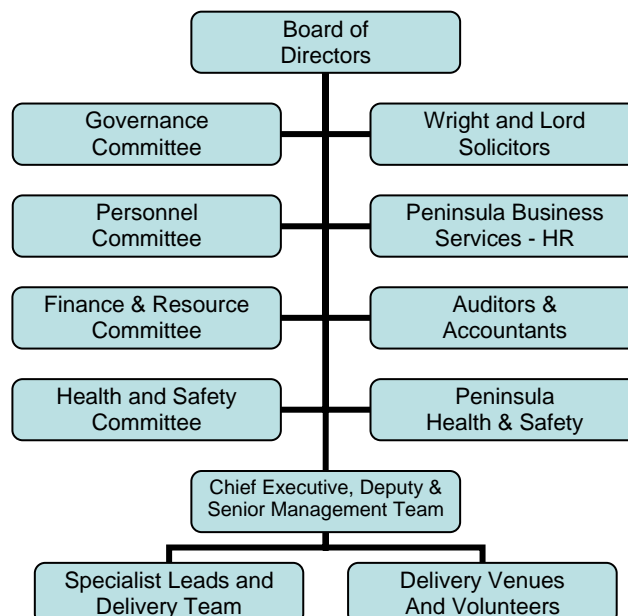 Board of
Directors
Governance
Committee
Wright and Lord
Solicitors
Personnel
Committee
Peninsula Business
Services - HR
Finance & Resource
Committee
Auditors &
Accountants
Health and Safety
Committee
Peninsula
Health & Safety
Chief Executive, Deputy &
Senior Management Team
Specialist Leads and
Delivery Team
Delivery Venues
And Volunteers